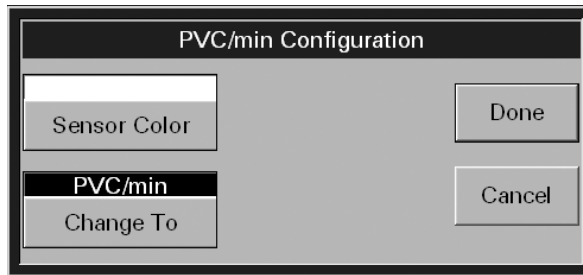 PVC/min Configuration
Sensor Color
Done
PVC/min
Change To
Cancel